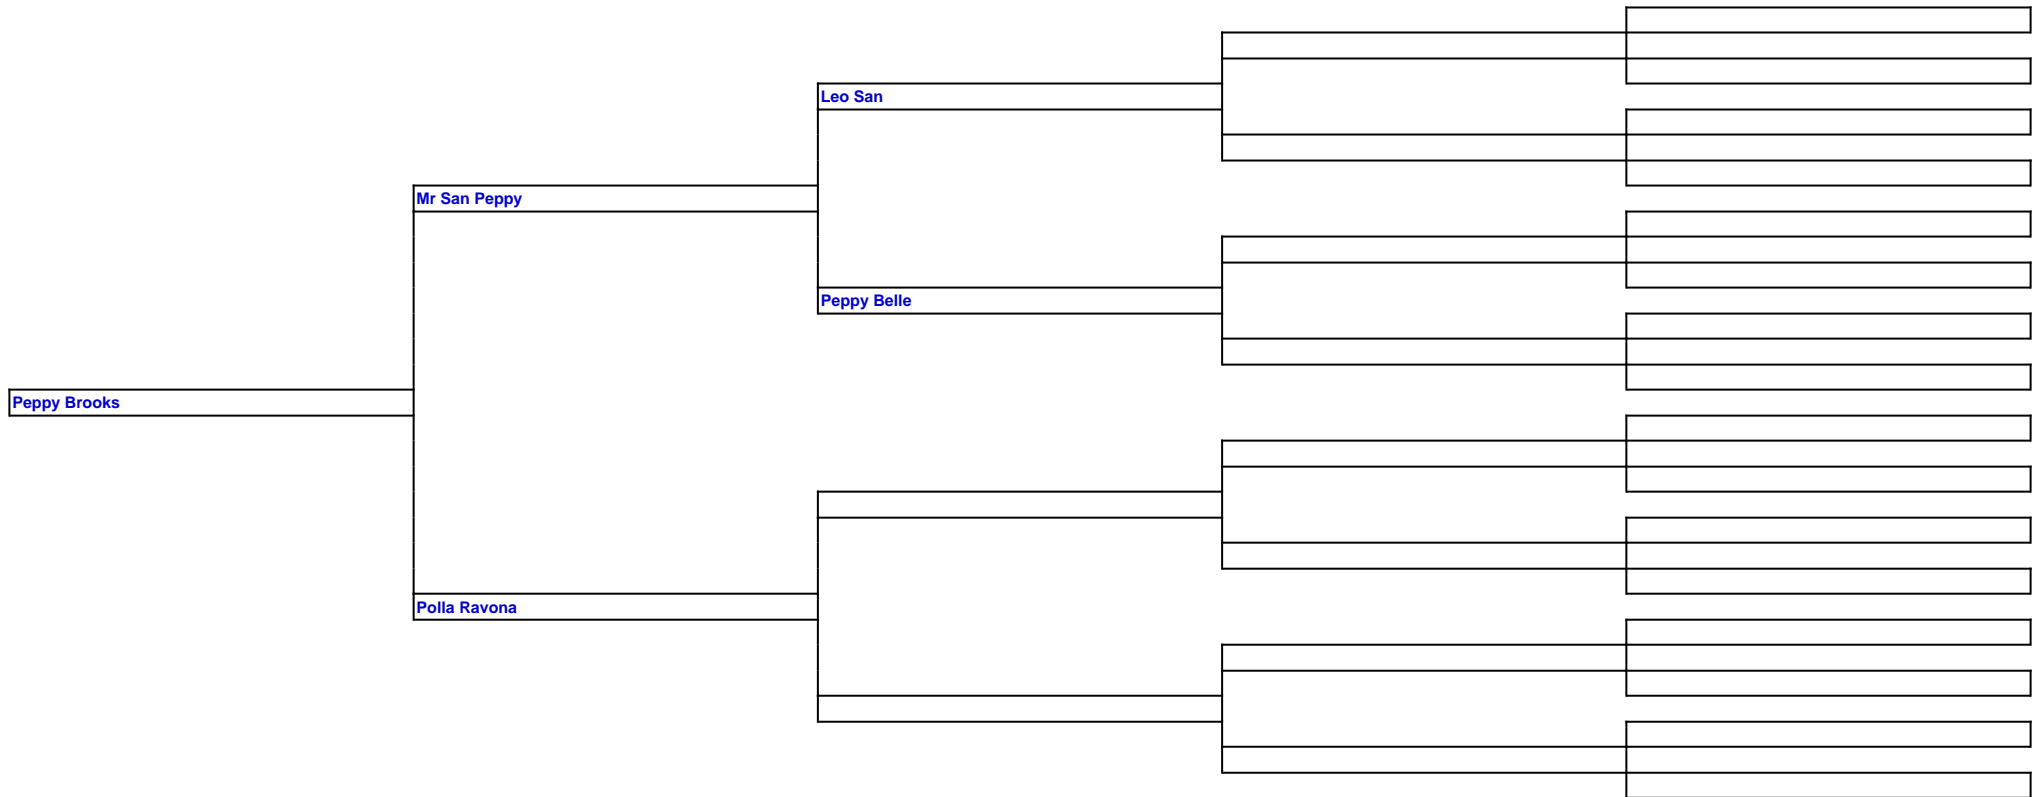 Leo San
Mr San Peppy
Peppy Belle
Peppy Brooks
Polla Ravona